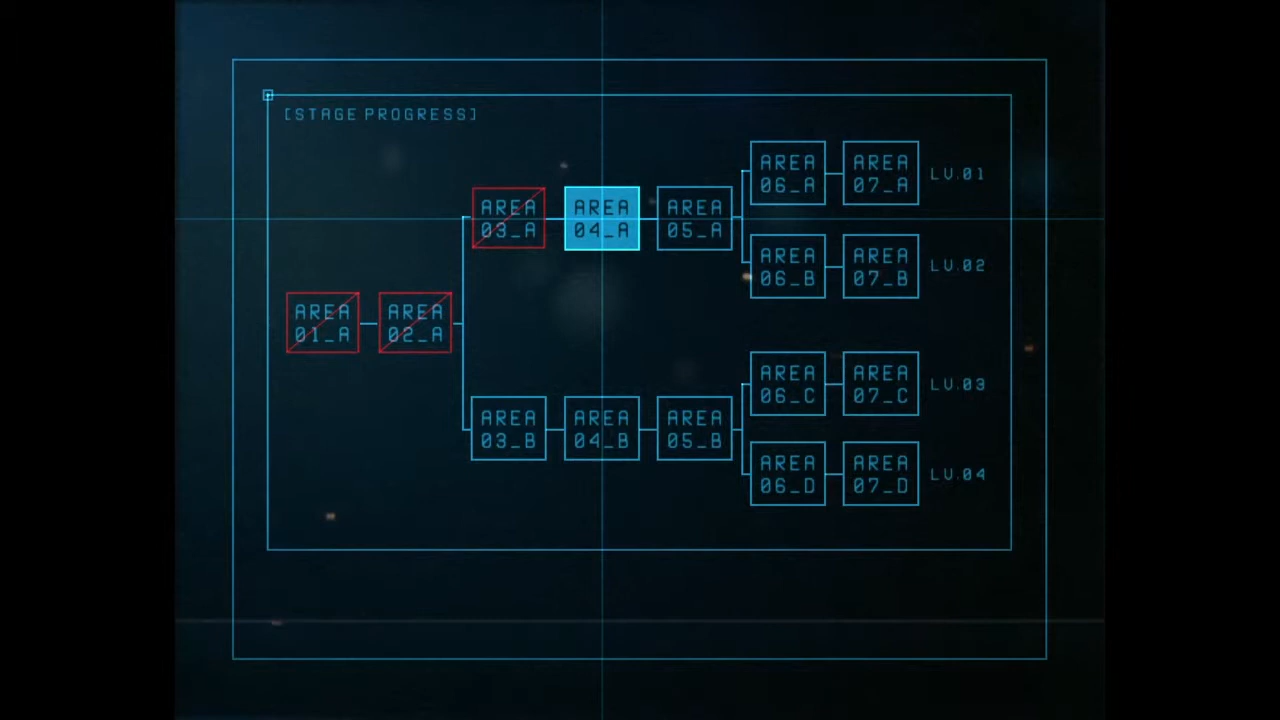 [STAGE PROGRESS]
AREA
01_A
AREA
02_A
AREA
03_A
AREA
04_A
AREA
05_A
AREA
06_A
AREA
07_A
LV.01
AREA
06_B
AREA
07_B
LV.02
AREA
03_B
AREA
04_B
AREA
05_B
AREA
06_C
AREA
07_C
LV.03
AREA
06_D
AREA
07_D
LV.04